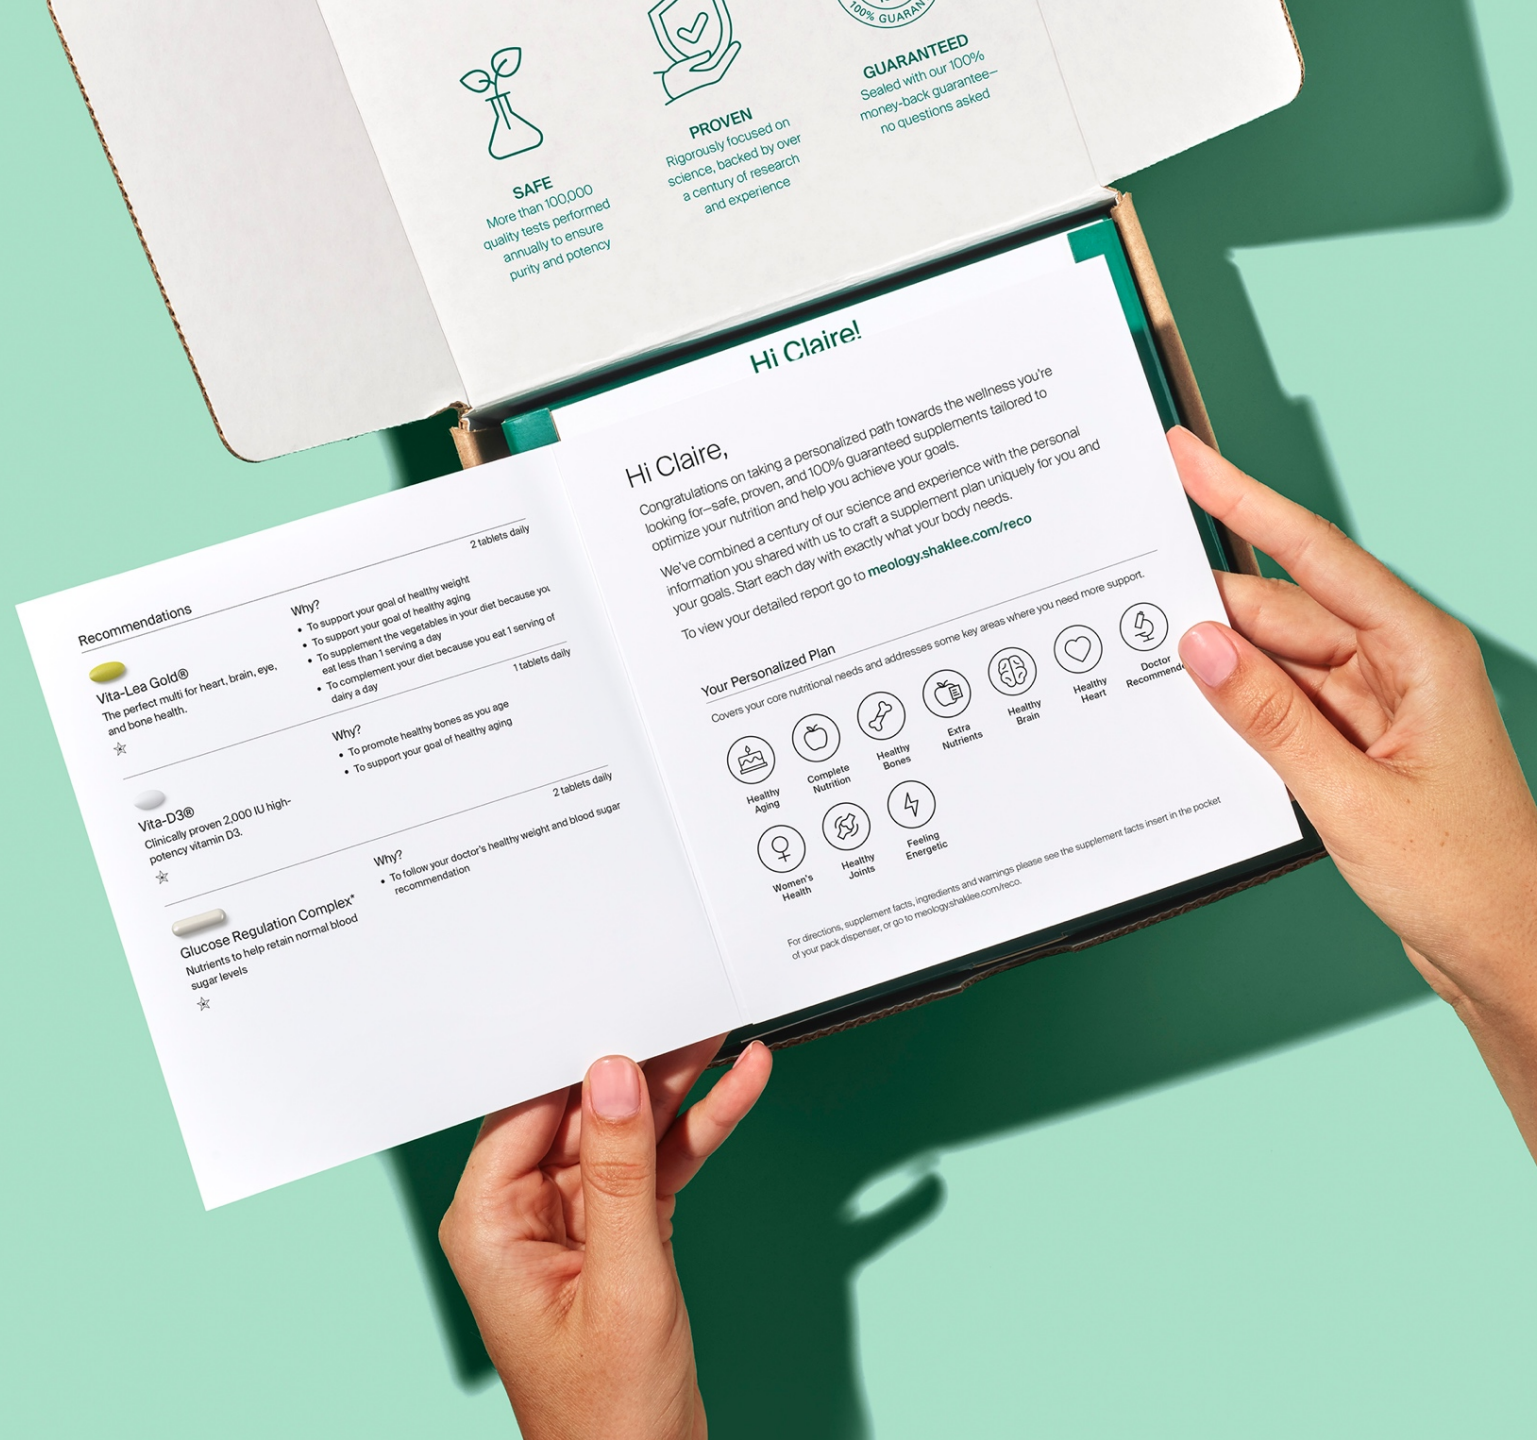 100% GUARAN
SAFE
More than 100,000
quality tests performed
annually to ensure
purity and potency
PROVEN
Rigorously focused on
science, backed by over
a century of research
and experience
GUARANTEED
Sealed with our 100%
money-back guarantee—
no questions asked
Hi Claire!
Recommendations
2 tablets daily
Vita-Lea Gold®
The perfect multi for heart, brain, eye,
and bone health.
Why?
• To support your goal of healthy weight
• To support your goal of healthy aging
• To supplement the vegetables in your diet because you
eat less than 1 serving a day
• To complement your diet because you eat 1 serving of
dairy a day
1 tablets daily
Vita-D3®
Clinically proven 2,000 IU high-
potency vitamin D3.
Why?
• To promote healthy bones as you age
• To support your goal of healthy aging
2 tablets daily
Glucose Regulation Complex*
Nutrients to help retain normal blood
sugar levels
Why?
• To follow your doctor's healthy weight and blood sugar
recommendation
Hi Claire,
Congratulations on taking a personalized path towards the wellness you're
looking for—safe, proven, and 100% guaranteed supplements tailored to
optimize your nutrition and help you achieve your goals.
We've combined a century of our science and experience with the personal
information you shared with us to craft a supplement plan uniquely for you and
your goals. Start each day with exactly what your body needs.
To view your detailed report go to meology.shaklee.com/reco
Your Personalized Plan
Covers your core nutritional needs and addresses some key areas where you need more support.
Healthy
Aging
Complete
Nutrition
Healthy
Bones
Extra
Nutrients
Healthy
Brain
Healthy
Heart
Doctor
Recommende
Women's
Health
Healthy
Joints
Feeling
Energetic
For directions, supplement facts, ingredients and warnings please see the supplement facts insert in the pocket
of your pack dispenser, or go to meology.shaklee.com/reco.